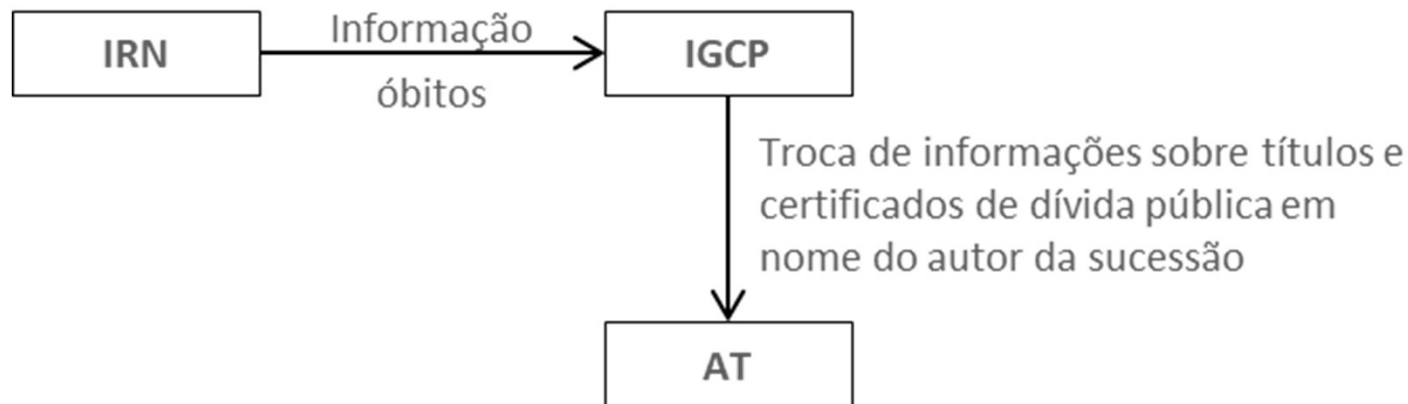 IRN
Informação
óbitos
IGCP
Troca de informações sobre títulos e
certificados de dívida pública em
nome do autor da sucessão
AT